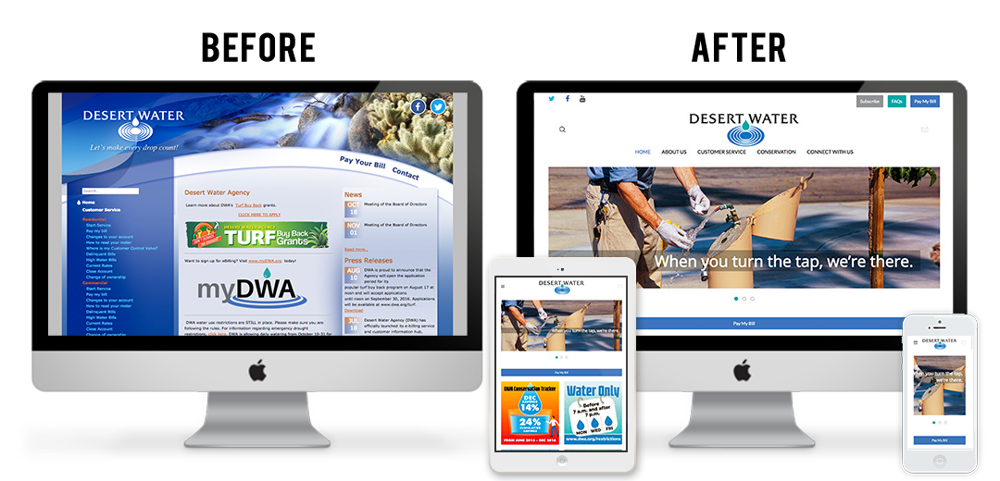 BEFORE
AFTER
DESERT WATER
Let's make every drop count!
Pay Your Bill
Contact
Search...
Home
Customer Service
Residential
Start Service
Pay my bill
Changes to your account
How to read your meter
Where is my Customer Control Valve?
Delinquent Bills
High Water Bills
Current Rates
Close Account
Change of ownership
Commercial
Start Service
Pay my bill
Changes to your account
How to read your meter
Delinquent Bills
High Water Bills
Current Rates
Close Account
Change of ownership
Desert Water Agency
Learn more about DWA's Turf Buy Back grants.
CLICK HERE TO APPLY
DESERT WATER AGENCY
TURF Buy Back
Grants
Want to sign up for eBilling? Visit www.myDWA.org today!
myDWA
DWA water use restrictions are STILL in place. Please make sure you are
following the rules. For information regarding emergency drought
restrictions, click here. DWA is allowing daily watering from October 10-31 for
News
OCT
18
Meeting of the Board of Directors
NOV
01
Meeting of the Board of Directors
Read more...
Press Releases
AUG
10
DWA is proud to announce that the
Agency will open the application
period for its
popular turf buy back program on August 17 at
noon and will accept applications
until noon on September 30, 2016. Applications
will be available at www.dwa.org/turf.
Download
JUL
18
Desert Water Agency (DWA) has
officially launched its e-billing service
and customer information hub,
Subscribe
FAQs
Pay My Bill
DESERT WATER
HOME
ABOUT US
CUSTOMER SERVICE
CONSERVATION
CONNECT WITH US
When you turn the tap, we're there.
Pay My Bill
DESERT WATER
When you turn the tap, we're there.
Pay My Bill
DWA Conservation Tracker
DEC
SAVINGS
14%
24%
CUMULATIVE
SAVINGS
FROM JUNE 2015 - DEC 2016
Water Only
Before
7 a.m. and after
7 p.m.
MON WED FRI
www.dwa.org/restrictions
DESERT WATER
When you turn the tap,
we're there.
Pay My Bill